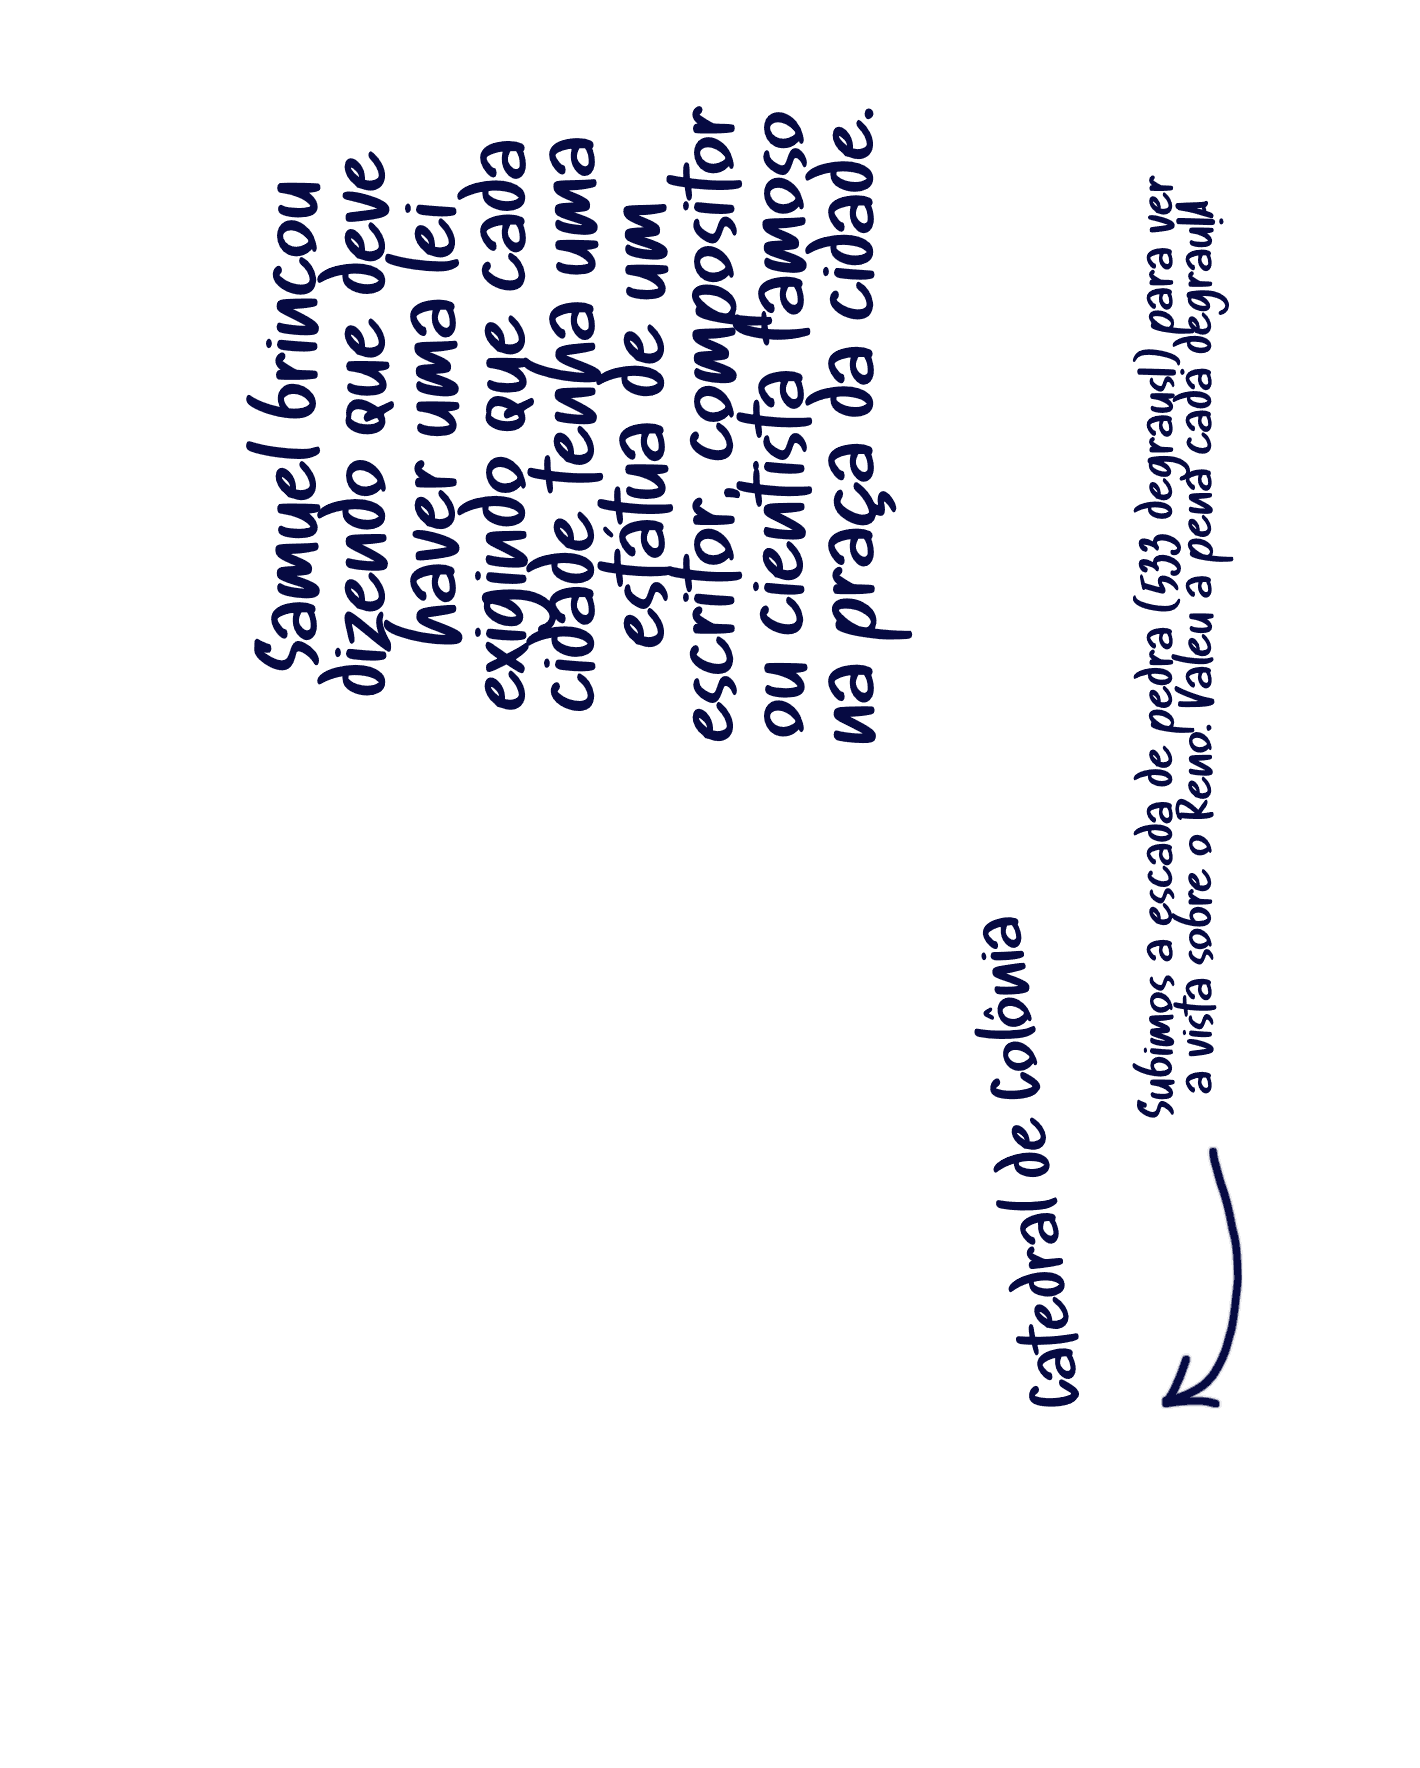 Samuel brincou
dizendo que deve
haver uma lei
exigindo que cada
cidade tenha uma
estátua de um
escritor, compositor
ou cientista famoso
na praça da cidade.
Catedral de Colônia
Subimos a escada de pedra (533 degraus!) para ver
a vista sobre o Reno. Valeu a pena cada degrau!